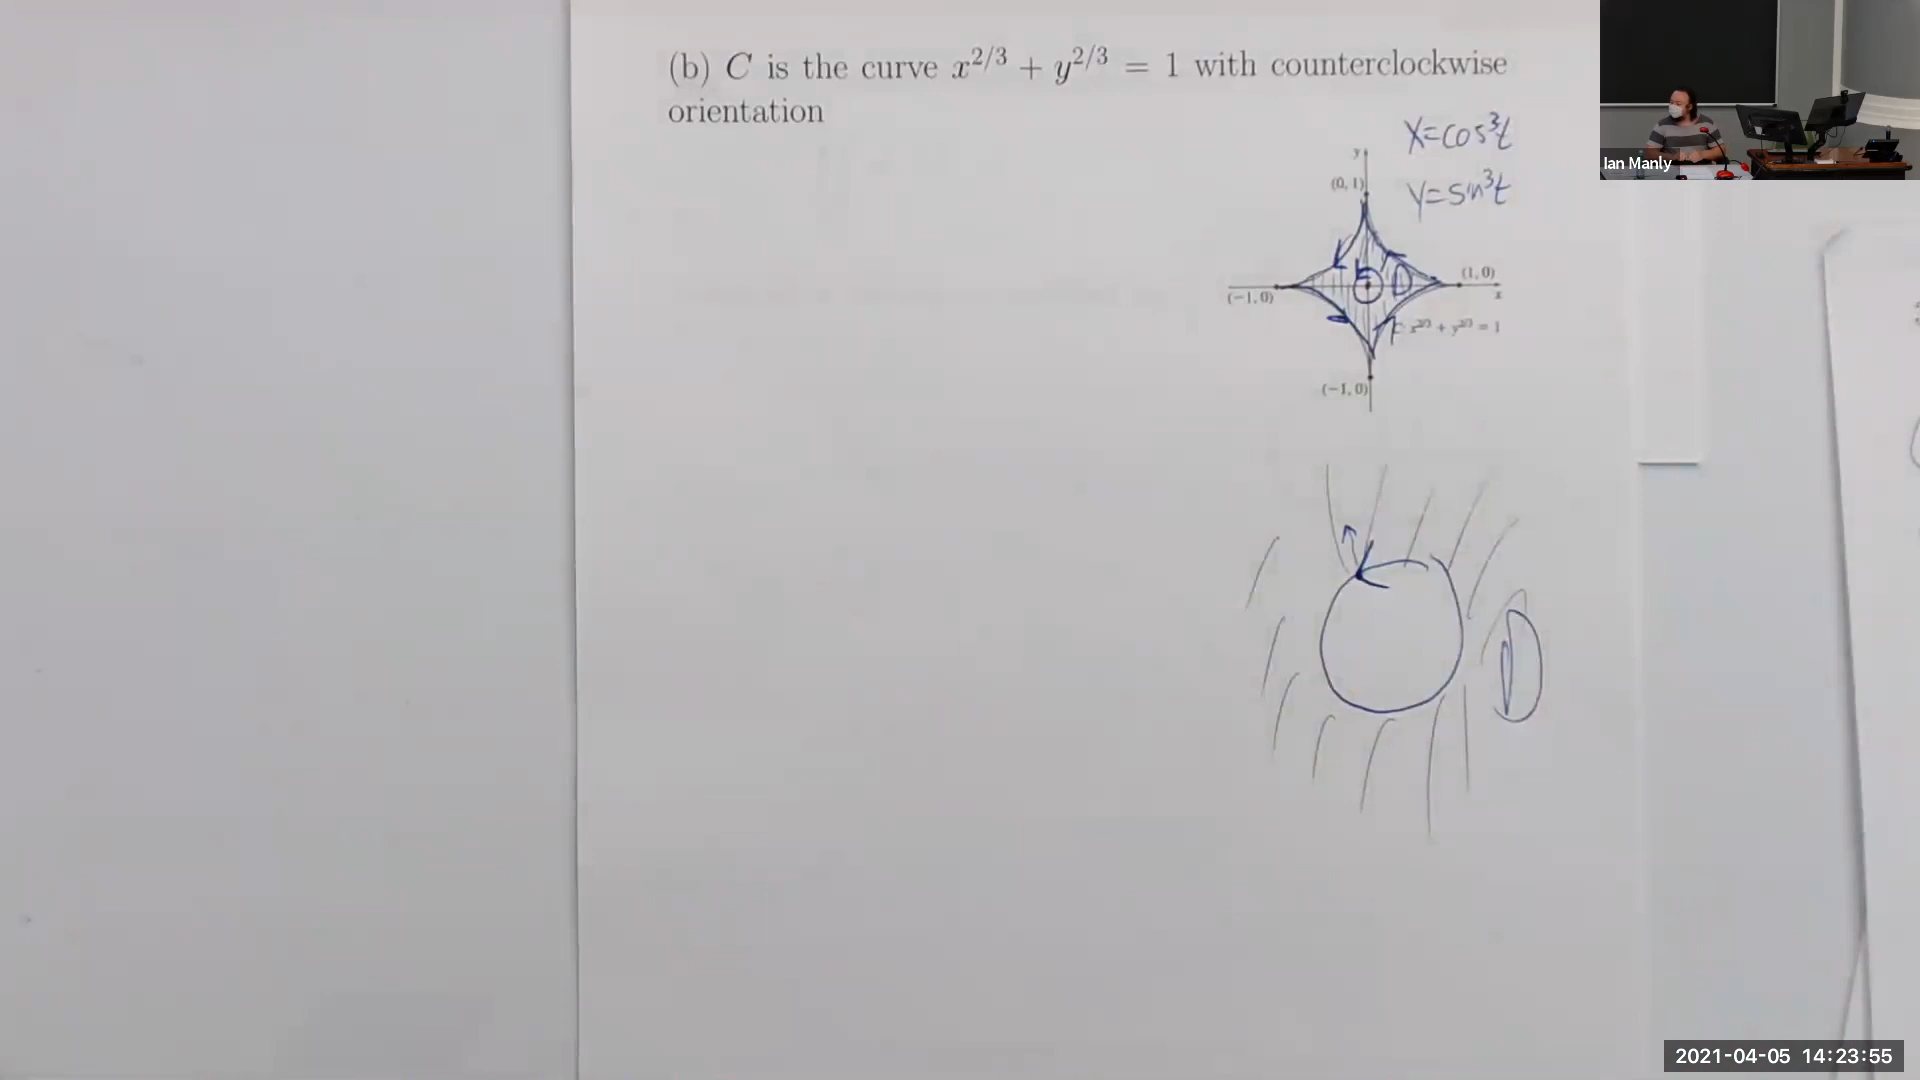 (b) C is the curve x^{2/3} + y^{2/3} = 1 with counterclockwise
orientation
x=cos³t
y=sin³t
y
(0, 1)
(1, 0)
x
(−1, 0)
D
C: x^{2/3} + y^{2/3} = 1
(−1, 0)
D
Ian Manly
2021-04-05 14:23:55